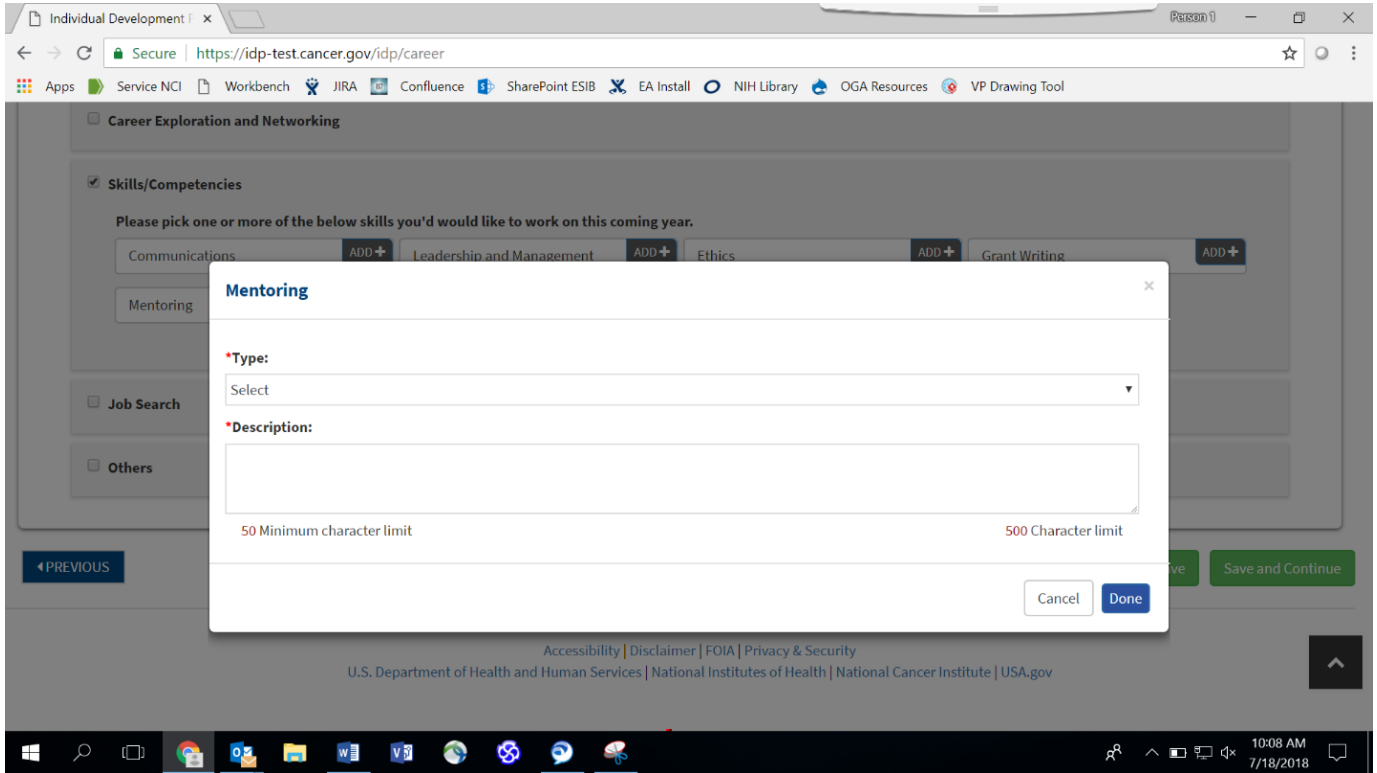 Individual Development P
Person 1
Secure https://idp-test.cancer.gov/idp/career
Apps Service NCI Workbench JIRA Confluence SharePoint ESIB EA Install NIH Library OGA Resources VP Drawing Tool
Career Exploration and Networking
Skills/Competencies
Please pick one or more of the below skills you'd would like to work on this coming year.
Communications ADD Leadership and Management ADD Ethics ADD Grant Writing ADD
Mentoring
Mentoring ×
*Type:
Select
*Description:
50 Minimum character limit 500 Character limit
Job Search
Others
Cancel Done
PREVIOUS ve Save and Continue
Accessibility | Disclaimer | FOIA | Privacy & Security
U.S. Department of Health and Human Services | National Institutes of Health | National Cancer Institute | USA.gov
10:08 AM
7/18/2018